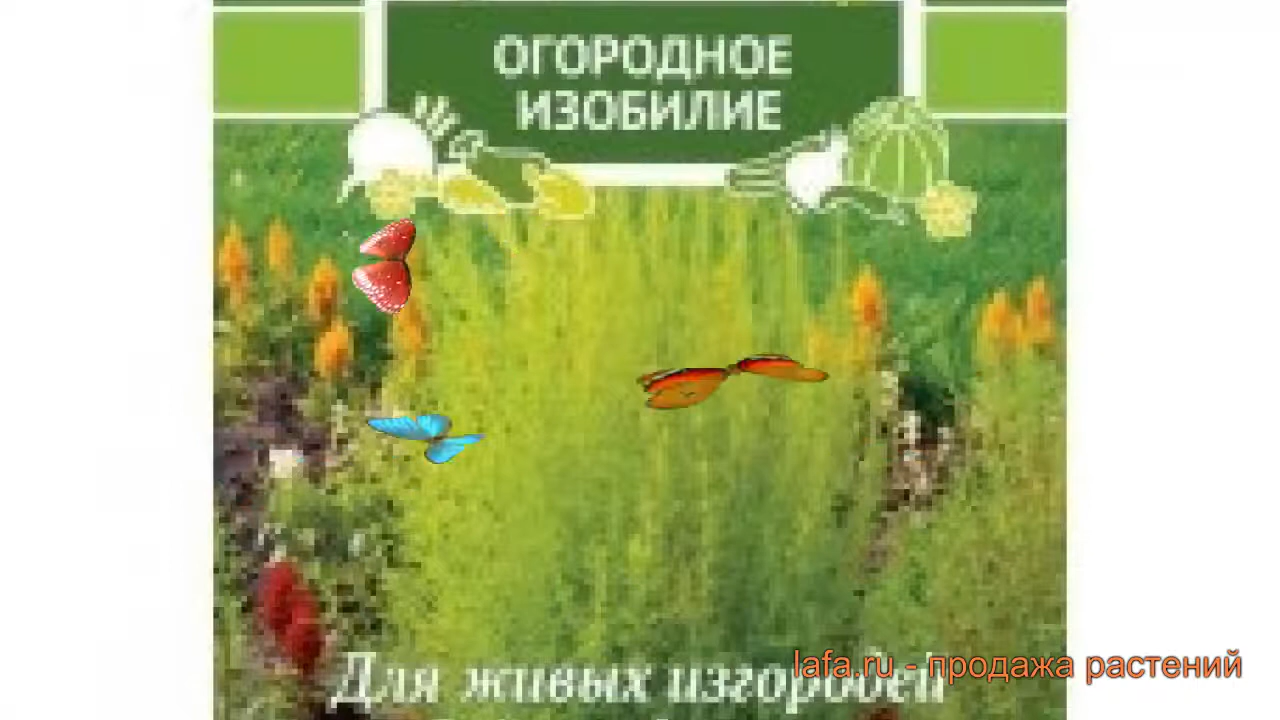 ОГОРОДНОЕ
ИЗОБИЛИЕ
Для живых изгородей
lafa.ru - продажа растений